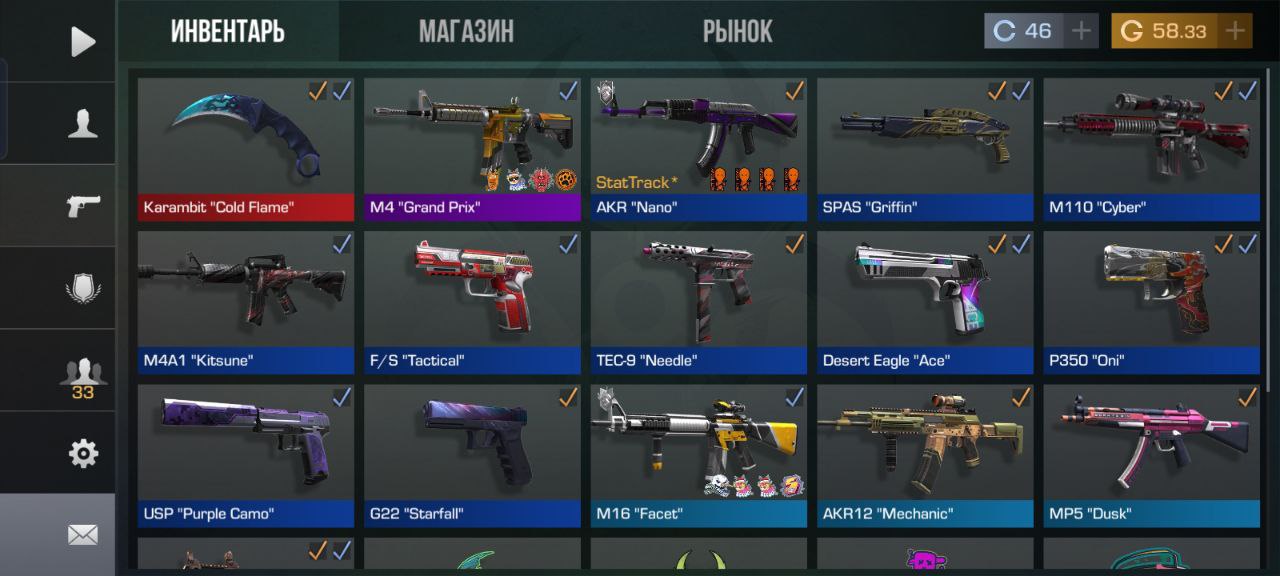 ИНВЕНТАРЬ МАГАЗИН РЫНОК C 46 + G 58.33 +
Karambit "Cold Flame"
M4 "Grand Prix"
StatTrack*
AKR "Nano"
SPAS "Griffin"
M110 "Cyber"
M4A1 "Kitsune"
F/S "Tactical"
TEC-9 "Needle"
Desert Eagle "Ace"
P350 "Oni"
33
USP "Purple Camo"
G22 "Starfall"
M16 "Facet"
AKR12 "Mechanic"
MP5 "Dusk"